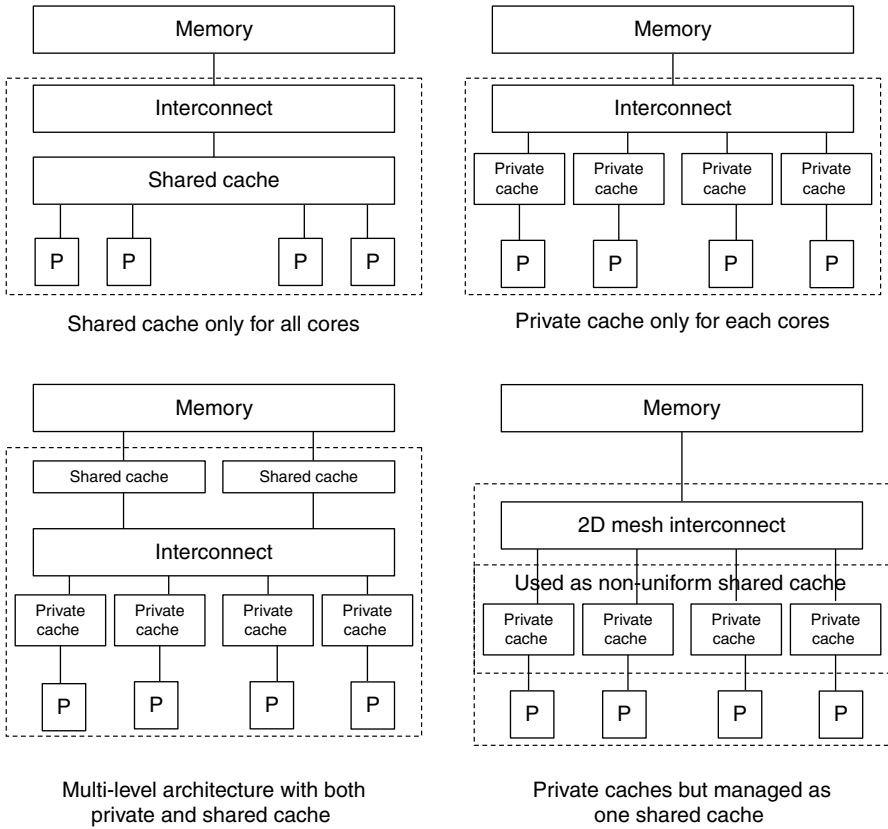 Memory
Interconnect
Shared cache
P
P
P
P
Shared cache only for all cores
Memory
Interconnect
Private
cache
Private
cache
Private
cache
Private
cache
P
P
P
P
Private cache only for each cores
Memory
Shared cache
Shared cache
Interconnect
Private
cache
Private
cache
Private
cache
Private
cache
P
P
P
P
Multi-level architecture with both
private and shared cache
Memory
2D mesh interconnect
Used as non-uniform shared cache
Private
cache
Private
cache
Private
cache
Private
cache
P
P
P
P
Private caches but managed as
one shared cache